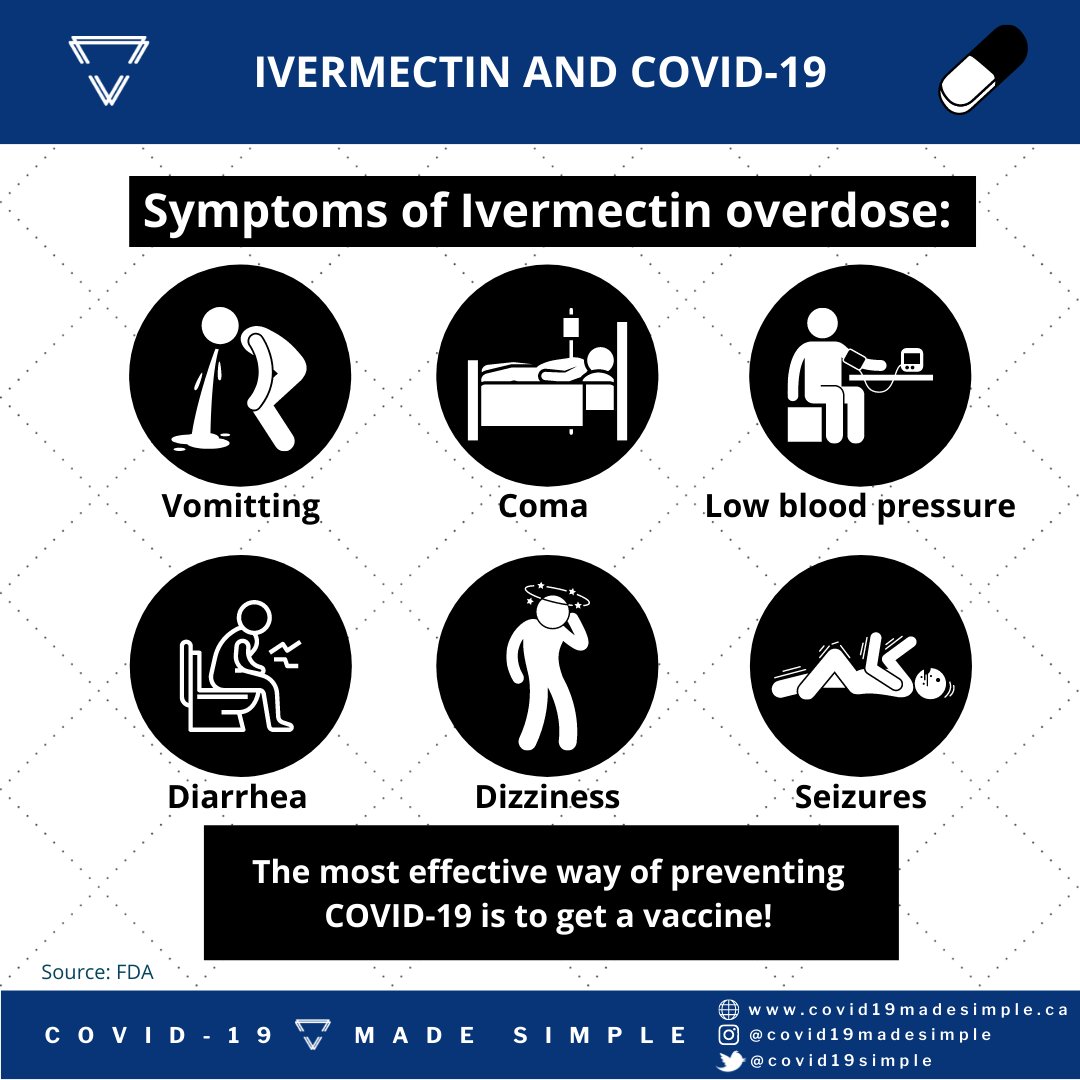 IVERMECTIN AND COVID-19
Symptoms of Ivermectin overdose:
Vomitting
Coma
Low blood pressure
Diarrhea
Dizziness
Seizures
The most effective way of preventing
COVID-19 is to get a vaccine!
Source: FDA
COVID-19 MADE SIMPLE
www.covid19madesimple.ca
@covid19madesimple
@covid19simple